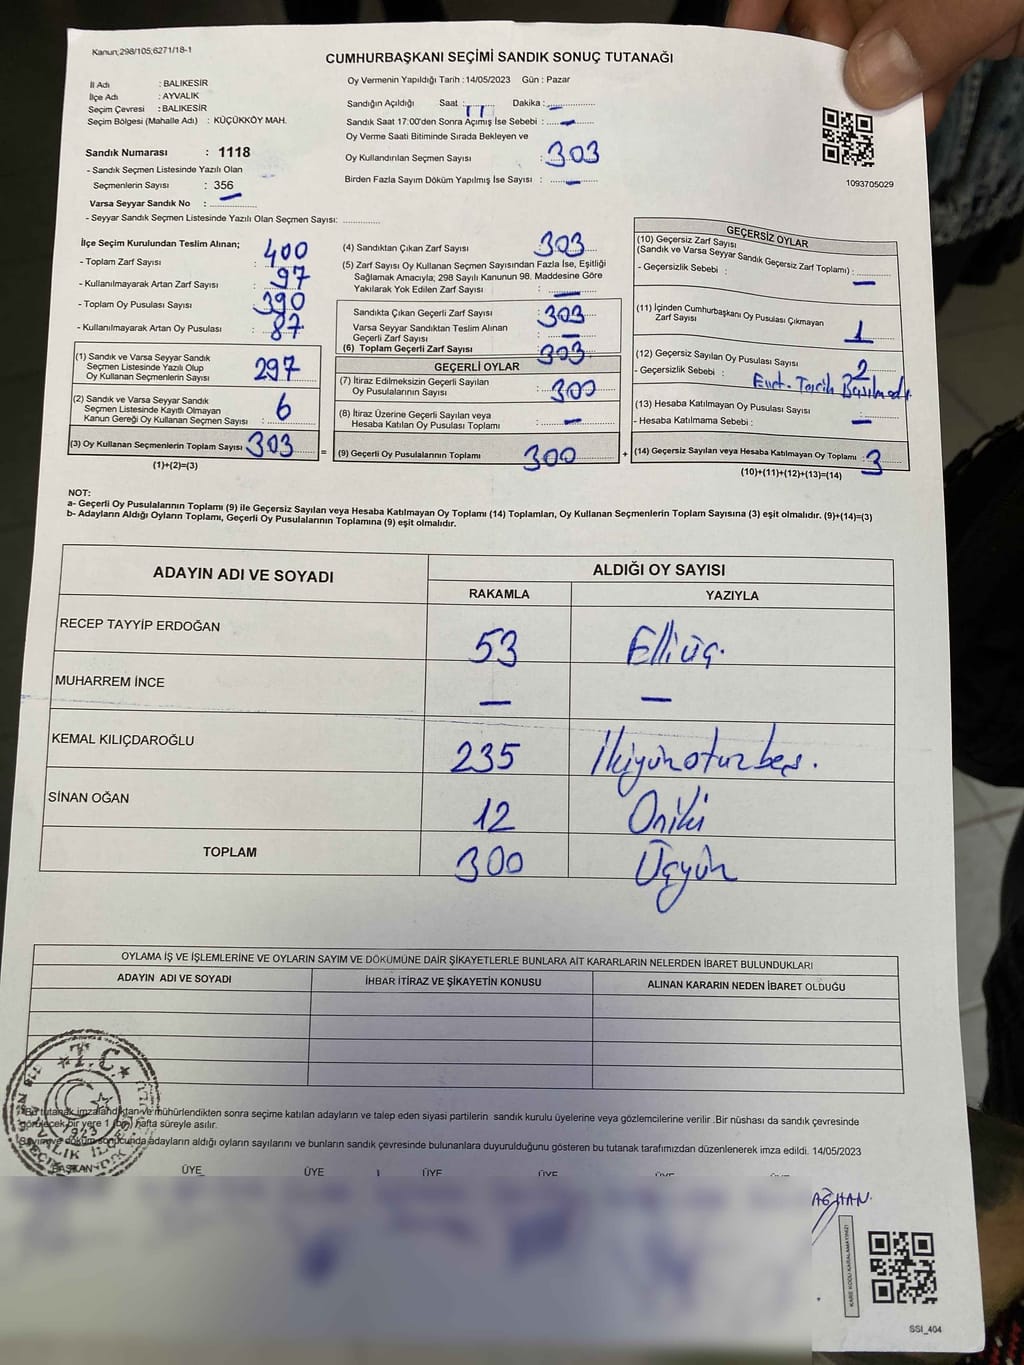 Kanun;298/105;6271/18-1
CUMHURBAŞKANI SEÇİMİ SANDIK SONUÇ TUTANAĞI
İl Adı : BALIKESİR
İlçe Adı : AYVALIK
Seçim Çevresi : BALIKESİR
Seçim Bölgesi (Mahalle Adı) : KÜÇÜKKÖY MAH.
Sandık Numarası : 1118
- Sandık Seçmen Listesinde Yazılı Olan
Seçmenlerin Sayısı : 356
Varsa Seyyar Sandık No : —
- Seyyar Sandık Seçmen Listesinde Yazılı Olan Seçmen Sayısı:
Oy Vermenin Yapıldığı Tarih :14/05/2023 Gün : Pazar
Sandığın Açıldığı Saat : 17 Dakika : —
Sandık Saat 17:00'den Sonra Açımış İse Sebebi : —
Oy Verme Saati Bitiminde Sırada Bekleyen ve
Oy Kullandırılan Seçmen Sayısı : 303
Birden Fazla Sayım Döküm Yapılmış İse Sayısı : —
1093705029
İlçe Seçim Kurulundan Teslim Alınan;
- Toplam Zarf Sayısı : 400
- Kullanılmayarak Artan Zarf Sayısı : 97
- Toplam Oy Pusulası Sayısı : 390
- Kullanılmayarak Artan Oy Pusulası : 87
(1) Sandık ve Varsa Seyyar Sandık
Seçmen Listesinde Yazılı Olup
Oy Kullanan Seçmenlerin Sayısı : 297
(2) Sandık ve Varsa Seyyar Sandık
Seçmen Listesinde Kayıtlı Olmayan
Kanun Gereği Oy Kullanan Seçmen Sayısı : 6
(3) Oy Kullanan Seçmenlerin Toplam Sayısı : 303
(1)+(2)=(3)
(4) Sandıktan Çıkan Zarf Sayısı : 303
(5) Zarf Sayısı Oy Kullanan Seçmen Sayısından Fazla İse, Eşitliği
Sağlamak Amacıyla; 298 Sayılı Kanunun 98. Maddesine Göre
Yakılarak Yok Edilen Zarf Sayısı : —
Sandıkta Çıkan Geçerli Zarf Sayısı : 303
Varsa Seyyar Sandıktan Teslim Alınan
Geçerli Zarf Sayısı : —
(6) Toplam Geçerli Zarf Sayısı : 303
GEÇERLİ OYLAR
(7) İtiraz Edilmeksizin Geçerli Sayılan
Oy Pusulalarının Sayısı : 300
(8) İtiraz Üzerine Geçerli Sayılan veya
Hesaba Katılan Oy Pusulası Toplamı : —
= (9) Geçerli Oy Pusulalarının Toplamı 300
GEÇERSİZ OYLAR
(10) Geçersiz Zarf Sayısı
(Sandık ve Varsa Seyyar Sandık Geçersiz Zarf Toplamı) :
- Geçersizlik Sebebi : —
(11) İçinden Cumhurbaşkanı Oy Pusulası Çıkmayan
Zarf Sayısı : 1
(12) Geçersiz Sayılan Oy Pusulası Sayısı : 2
- Geçersizlik Sebebi : Evet-Tercih Basılmadı.
(13) Hesaba Katılmayan Oy Pusulası Sayısı :
- Hesaba Katılmama Sebebi : —
+ (14) Geçersiz Sayılan veya Hesaba Katılmayan Oy Toplamı : 3
(10)+(11)+(12)+(13)=(14)
NOT:
a- Geçerli Oy Pusulalarının Toplamı (9) ile Geçersiz Sayılan veya Hesaba Katılmayan Oy Toplamı (14) Toplamları, Oy Kullanan Seçmenlerin Toplam Sayısına (3) eşit olmalıdır. (9)+(14)=(3)
b- Adayların Aldığı Oyların Toplamı, Geçerli Oy Pusulalarının Toplamına (9) eşit olmalıdır.
ADAYIN ADI VE SOYADI ALDIĞI OY SAYISI
RAKAMLA YAZIYLA
RECEP TAYYİP ERDOĞAN 53 Elliüç.
MUHARREM İNCE — —
KEMAL KILIÇDAROĞLU 235 İkiyüzotuzbeş.
SİNAN OĞAN 12 Oniki
TOPLAM 300 Üçyüz
OYLAMA İŞ VE İŞLEMLERİNE VE OYLARIN SAYIM VE DÖKÜMÜNE DAİR ŞİKAYETLERLE BUNLARA AİT KARARLARIN NELERDEN İBARET BULUNDUKLARI
ADAYIN ADI VE SOYADI İHBAR İTİRAZ VE ŞİKAYETİN KONUSU ALINAN KARARIN NEDEN İBARET OLDUĞU
T.C.
1923
*Bu tutanak imzalandıktan ve mühürlendikten sonra seçime katılan adayların ve talep eden siyasi partilerin sandık kurulu üyelerine veya gözlemcilerine verilir .Bir nüshası da sandık çevresinde
görülecek bir yere 1 (bir) hafta süreyle asılır.
Sayım ve döküm sonucunda adayların aldığı oyların sayılarını ve bunların sandık çevresinde bulunanlara duyurulduğunu gösteren bu tutanak tarafımızdan düzenlenerek imza edildi. 14/05/2023
BAŞKAN ÜYE ÜYE ÜYE ÜYE
AĞHAN.
KARE KODU KARALAMAYINIZ!
SSI_404